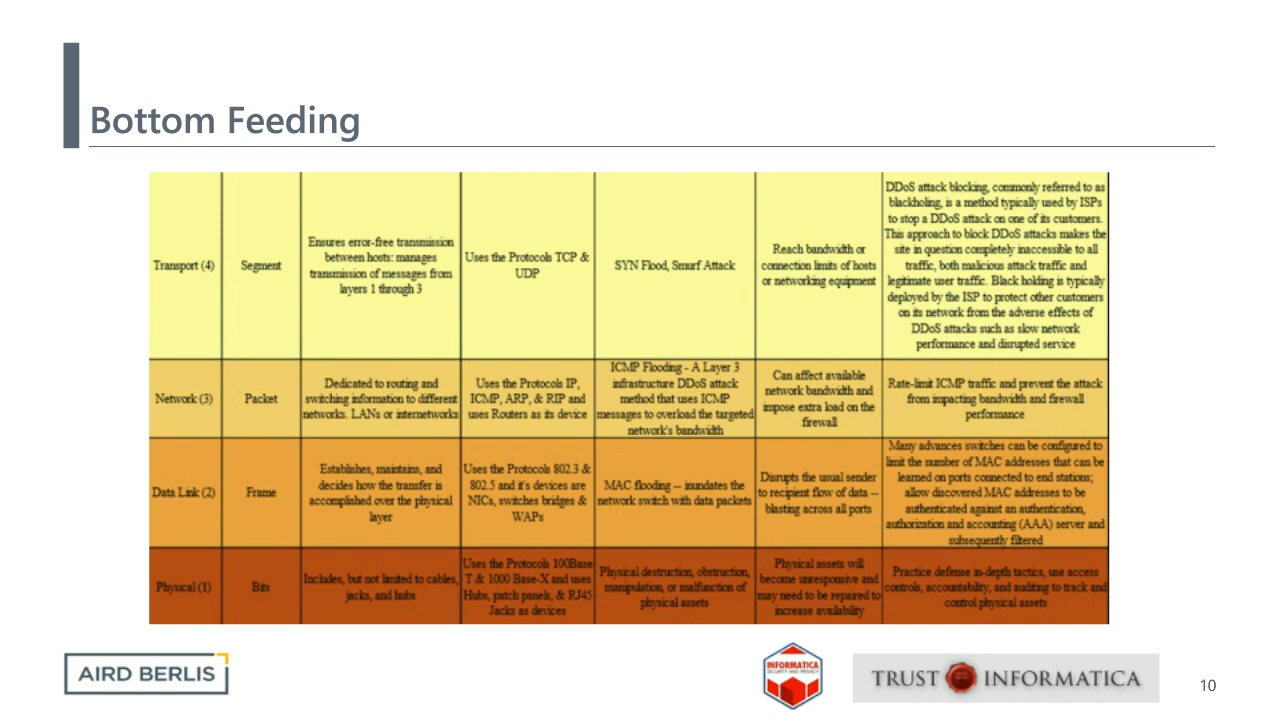 Bottom Feeding
Transport (4)
Segment
Ensures error-free transmission
between hosts: manages
transmission of messages from
layers 1 through 3
Uses the Protocols TCP &
UDP
SYN Flood, Smurf Attack
Reach bandwidth or
connection limits of hosts
or networking equipment
DDoS attack blocking, commonly referred to as
blackholing, is a method typically used by ISPs
to stop a DDoS attack on one of its customers.
This approach to block DDoS attacks makes the
site in question completely inaccessible to all
traffic, both malicious attack traffic and
legitimate user traffic. Black holding is typically
deployed by the ISP to protect other customers
on its network from the adverse effects of
DDoS attacks such as slow network
performance and disrupted service
Network (3)
Packet
Dedicated to routing and
switching information to different
networks. LANs or internetworks
Uses the Protocols IP,
ICMP, ARP, & RIP and
uses Routers as its device
ICMP Flooding - A Layer 3
infrastructure DDoS attack
method that uses ICMP
messages to overload the targeted
network's bandwidth
Can affect available
network bandwidth and
impose extra load on the
firewall
Rate-limit ICMP traffic and prevent the attack
from impacting bandwidth and firewall
performance
Data Link (2)
Frame
Establishes, maintains, and
decides how the transfer is
accomplished over the physical
layer
Uses the Protocols 802.3 &
802.5 and it's devices are
NICs, switches bridges &
WAPs
MAC flooding -- inundates the
network switch with data packets
Disrupts the usual sender
to recipient flow of data --
blasting across all ports
Many advances switches can be configured to
limit the number of MAC addresses that can be
learned on ports connected to end stations;
allow discovered MAC addresses to be
authenticated against an authentication,
authorization and accounting (AAA) server and
subsequently filtered
Physical (1)
Bits
Includes, but not limited to cables,
jacks, and hubs
Uses the Protocols 100Base-
T & 1000 Base-X and uses
Hubs, patch panels, & RJ45
Jacks as devices
Physical destruction, obstruction,
manipulation, or malfunction of
physical assets
Physical assets will
become unresponsive and
may need to be repaired to
increase availability
Practice defense in-depth tactics, use access
controls, accountability, and auditing to track and
control physical assets
AIRD BERLIS
INFORMATICA
SECURITY AND PRIVACY
TRUST INFORMATICA
10